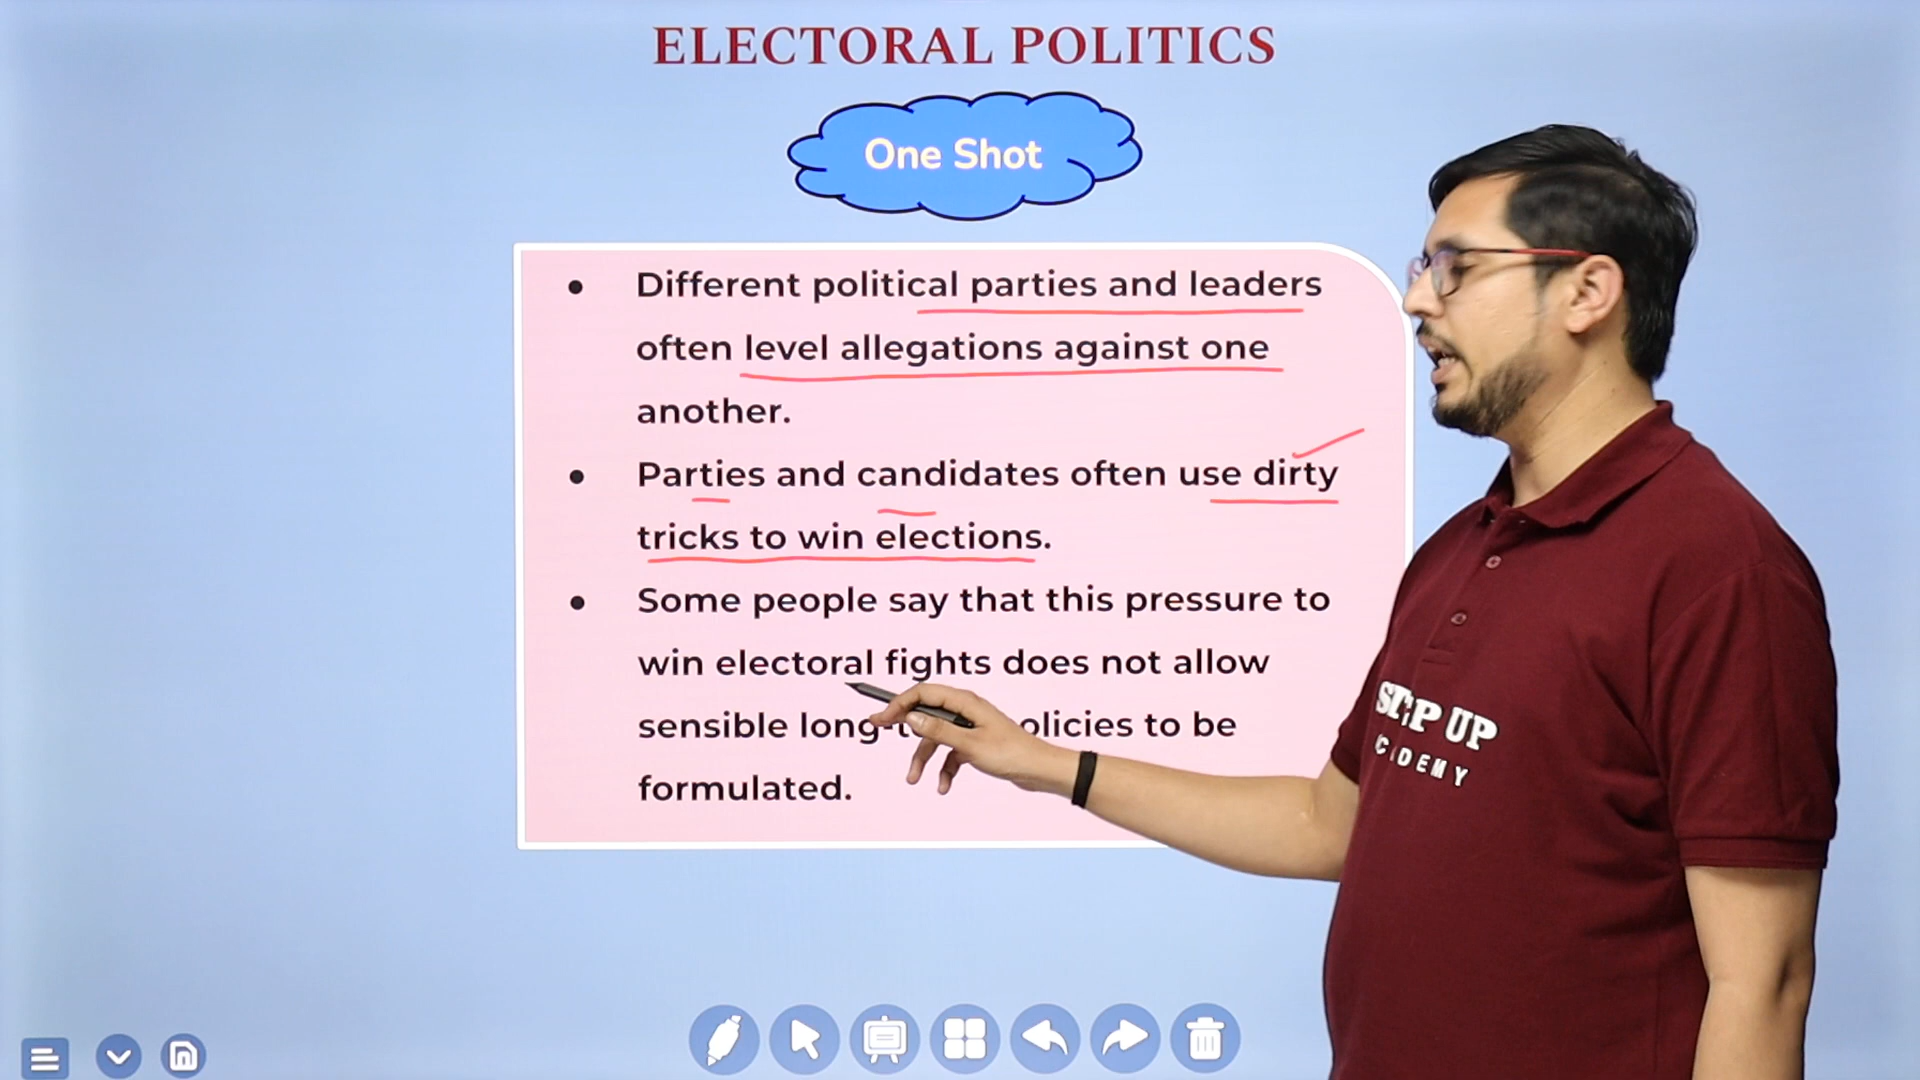 ELECTORAL POLITICS
One Shot
• Different political parties and leaders
often level allegations against one
another.
• Parties and candidates often use dirty
tricks to win elections.
• Some people say that this pressure to
win electoral fights does not allow
sensible olicies to be
formulated.
UP